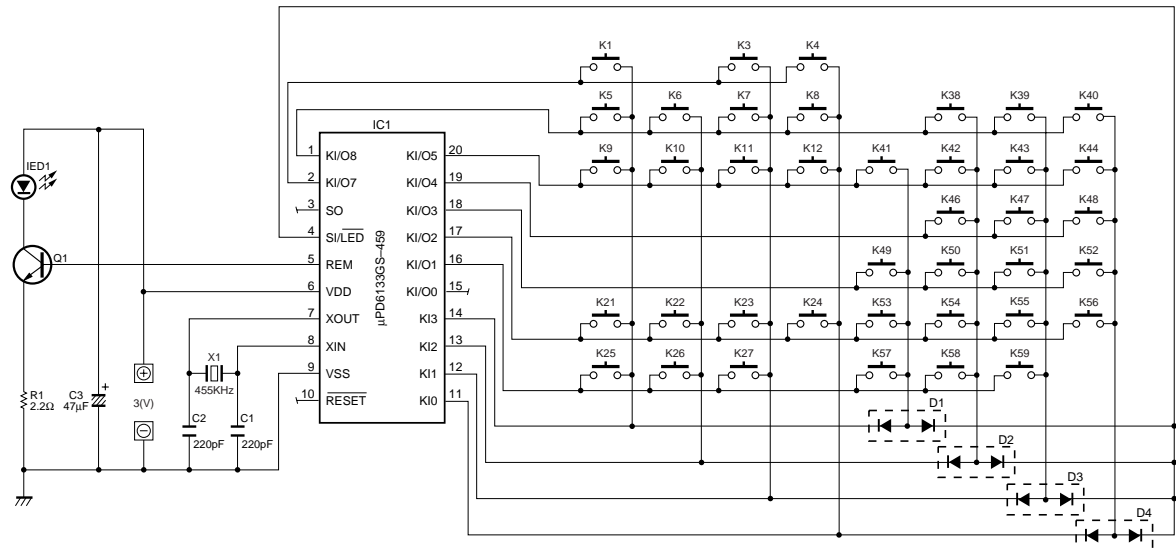 K1 K3 K4
K5 K6 K7 K8 K38 K39 K40
IC1
IED1
1 KI/O8 KI/O5 20
K9 K10 K11 K12 K41 K42 K43 K44
2 KI/O7 KI/O4 19
3 SO KI/O3 18
K46 K47 K48
4 SI/LED KI/O2 17
Q1
5 REM KI/O1 16
K49 K50 K51 K52
6 VDD KI/O0 15
µPD6133GS–459
7 XOUT KI3 14
K21 K22 K23 K24 K53 K54 K55 K56
8 XIN KI2 13
X1
455KHz
9 VSS KI1 12
K25 K26 K27 K57 K58 K59
10 RESET KI0 11
R1
2.2Ω
C3
47µF
+
3(V)
C2
220pF
C1
220pF
D1
D2
D3
D4